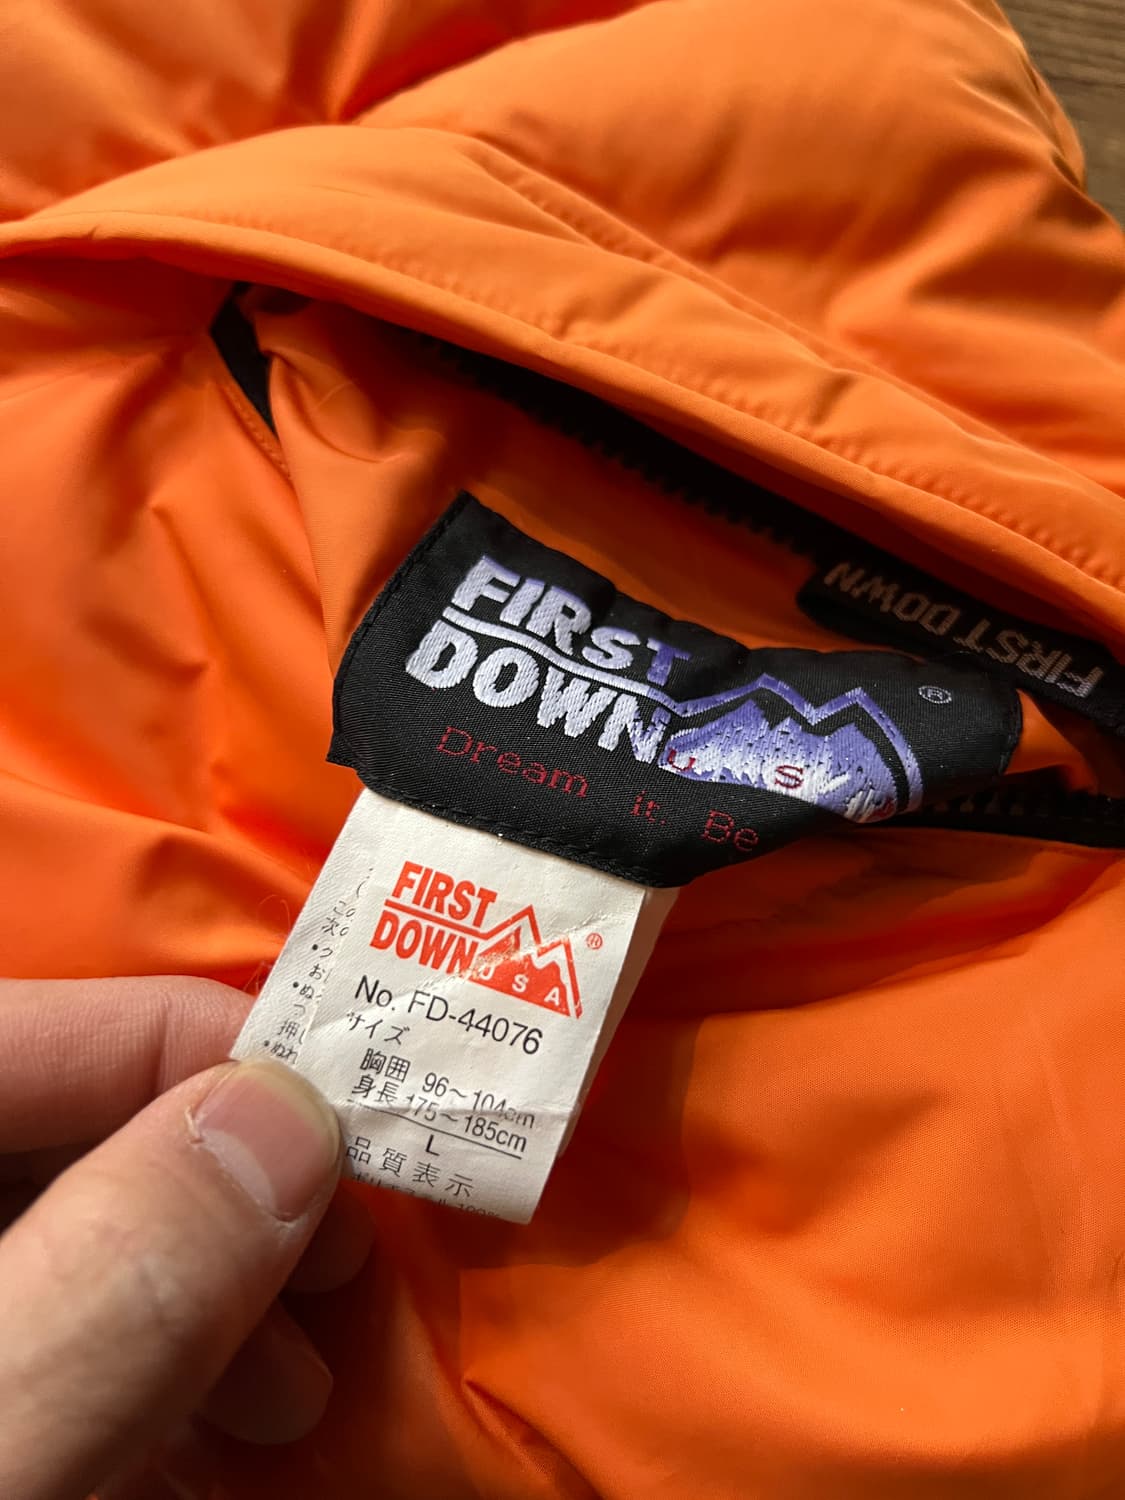 FIRST
DOWN
USA
®
Dream it. Be
FIRST DOWN
FIRST
DOWN
USA
®
No. FD-44076
サイズ
胸囲 96~104cm
身長 175~185cm
L
品質表示
100%